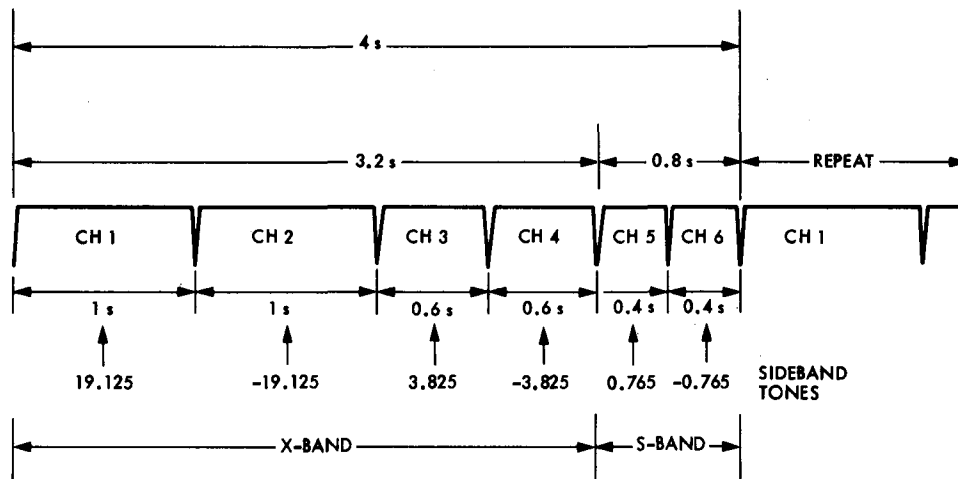 4 s
3.2 s 0.8 s REPEAT
CH 1 CH 2 CH 3 CH 4 CH 5 CH 6 CH 1
1 s 1 s 0.6 s 0.6 s 0.4 s 0.4 s
19.125 -19.125 3.825 -3.825 0.765 -0.765 SIDEBAND
TONES
X-BAND S-BAND